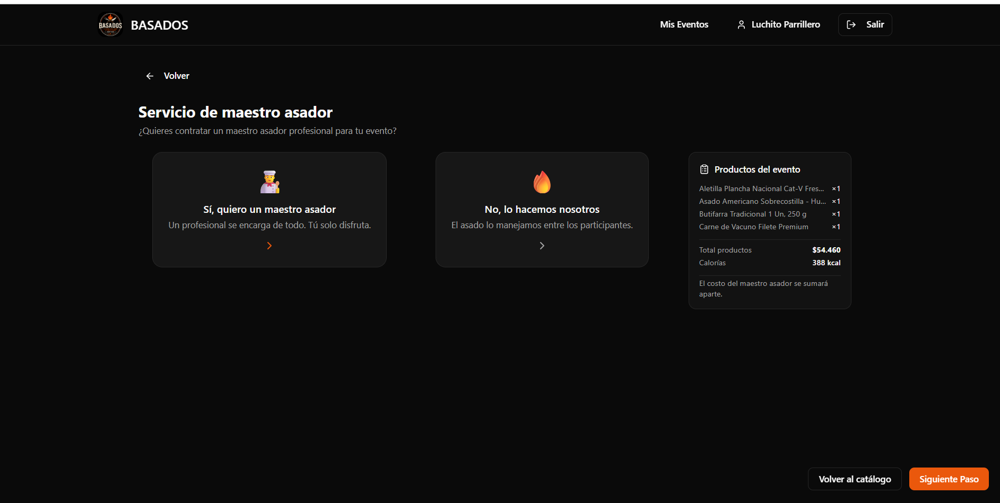 BASADOS
BASADOS
Mis Eventos
Luchito Parrillero
Salir
Volver
Servicio de maestro asador
¿Quieres contratar un maestro asador profesional para tu evento?
Sí, quiero un maestro asador
Un profesional se encarga de todo. Tú solo disfruta.
No, lo hacemos nosotros
El asado lo manejamos entre los participantes.
Productos del evento
Aletilla Plancha Nacional Cat-V Fres... ×1
Asado Americano Sobrecostilla - Hu... ×1
Butifarra Tradicional 1 Un, 250 g ×1
Carne de Vacuno Filete Premium ×1
Total productos $54.460
Calorías 388 kcal
El costo del maestro asador se sumará
aparte.
Volver al catálogo
Siguiente Paso